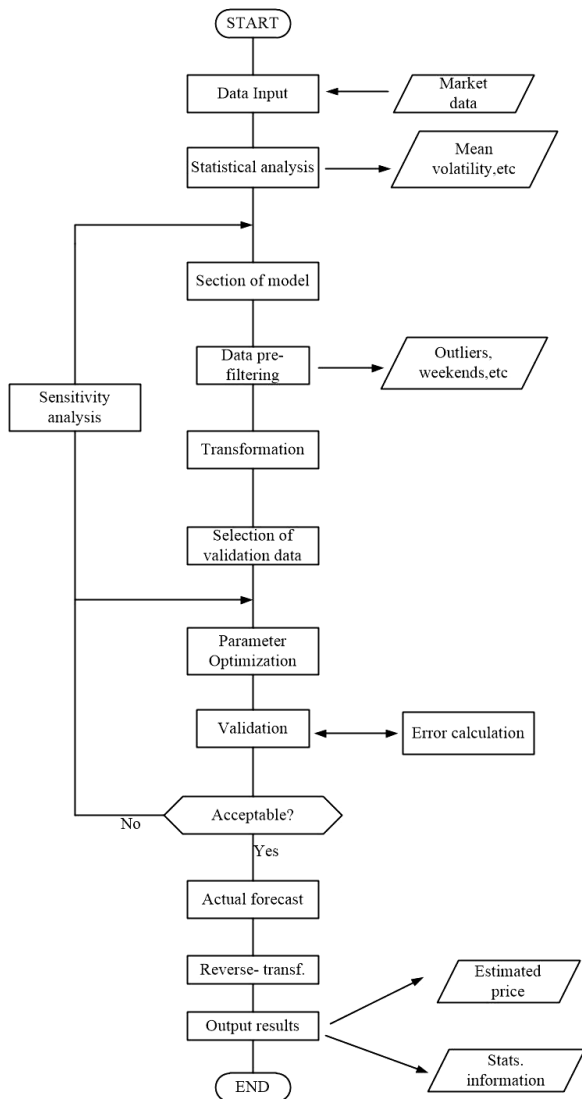 START
Data Input
Market
data
Statistical analysis
Mean
volatility,etc
Section of model
Data pre-
filtering
Outliers,
weekends,etc
Sensitivity
analysis
Transformation
Selection of
validation data
Parameter
Optimization
Validation
Error calculation
Acceptable?
No
Yes
Actual forecast
Reverse- transf.
Estimated
price
Output results
Stats.
information
END